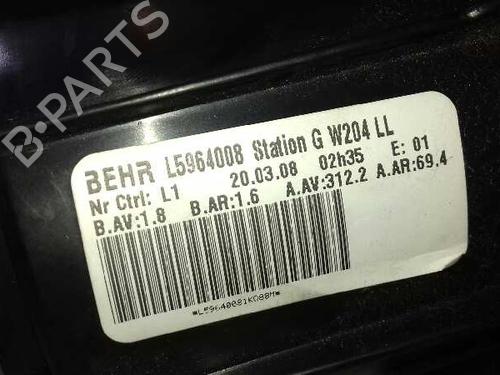 B-PARTS
BEHR L5964008 Station G W204 LL
Nr Ctrl: L1 20.03.08 02h35 E: 01
B.AV:1.8 B.AR:1.6 A.AV:312.2 A.AR:69.4
*L59640081K080M*